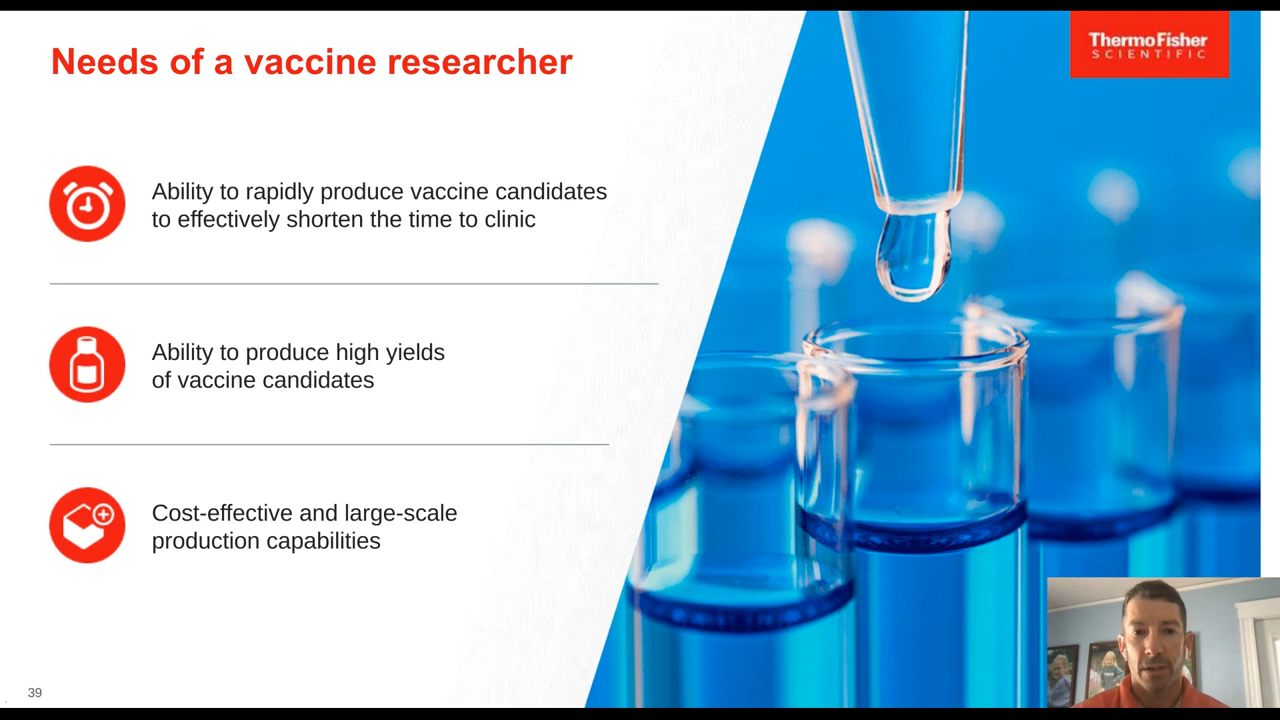 Needs of a vaccine researcher
ThermoFisher
SCIENTIFIC
Ability to rapidly produce vaccine candidates
to effectively shorten the time to clinic
Ability to produce high yields
of vaccine candidates
Cost-effective and large-scale
production capabilities
39